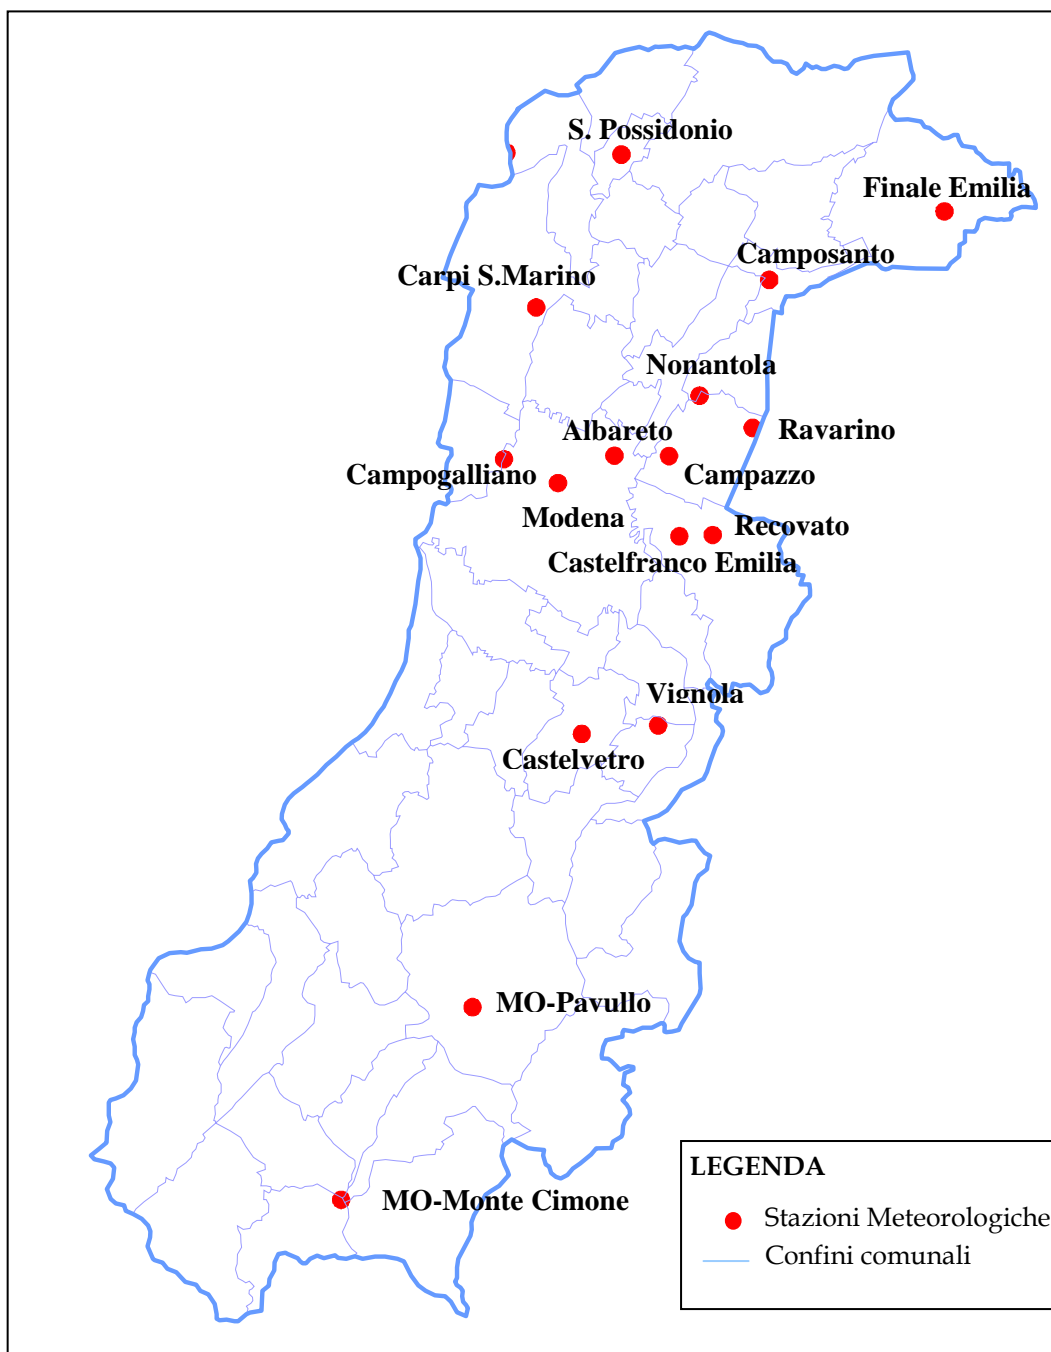 S. Possidonio
Finale Emilia
Camposanto
Carpi S.Marino
Nonantola
Albareto
Ravarino
Campogalliano
Campazzo
Modena
Recovato
Castelfranco Emilia
Vignola
Castelvetro
MO-Pavullo
MO-Monte Cimone
LEGENDA
Stazioni Meteorologiche
Confini comunali